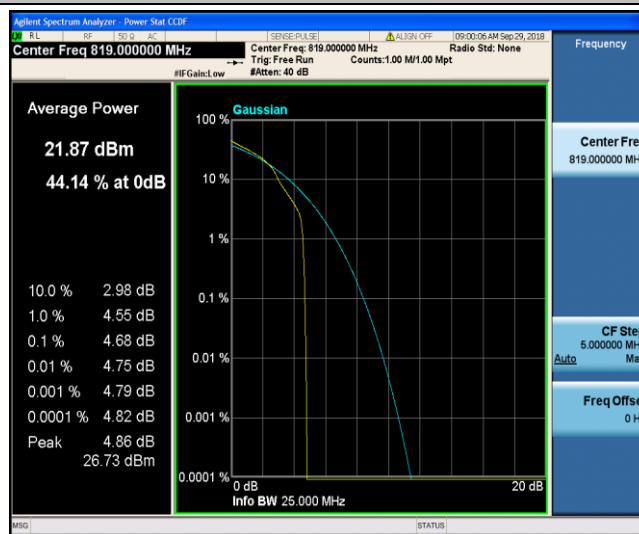 Agilent Spectrum Analyzer - Power Stat CCDF
RL RF 50 Ω AC SENSE:PULSE ALIGN OFF 09:00:06 AM Sep 29, 2018
Center Freq 819.000000 MHz
Center Freq: 819.000000 MHz Radio Std: None
Trig: Free Run Counts:1.00 M/1.00 Mpt
#IFGain:Low #Atten: 40 dB
Frequency
Average Power
21.87 dBm
44.14 % at 0dB
10.0 % 2.98 dB
1.0 % 4.55 dB
0.1 % 4.68 dB
0.01 % 4.75 dB
0.001 % 4.79 dB
0.0001 % 4.82 dB
Peak 4.86 dB
26.73 dBm
Gaussian
100 %
10 %
1 %
0.1 %
0.01 %
0.001 %
0.0001 %
0 dB 20 dB
Info BW 25.000 MHz
Center Fre
819.000000 MH
CF Ste
5.000000 MH
Auto Ma
Freq Offse
0 H
MSG STATUS